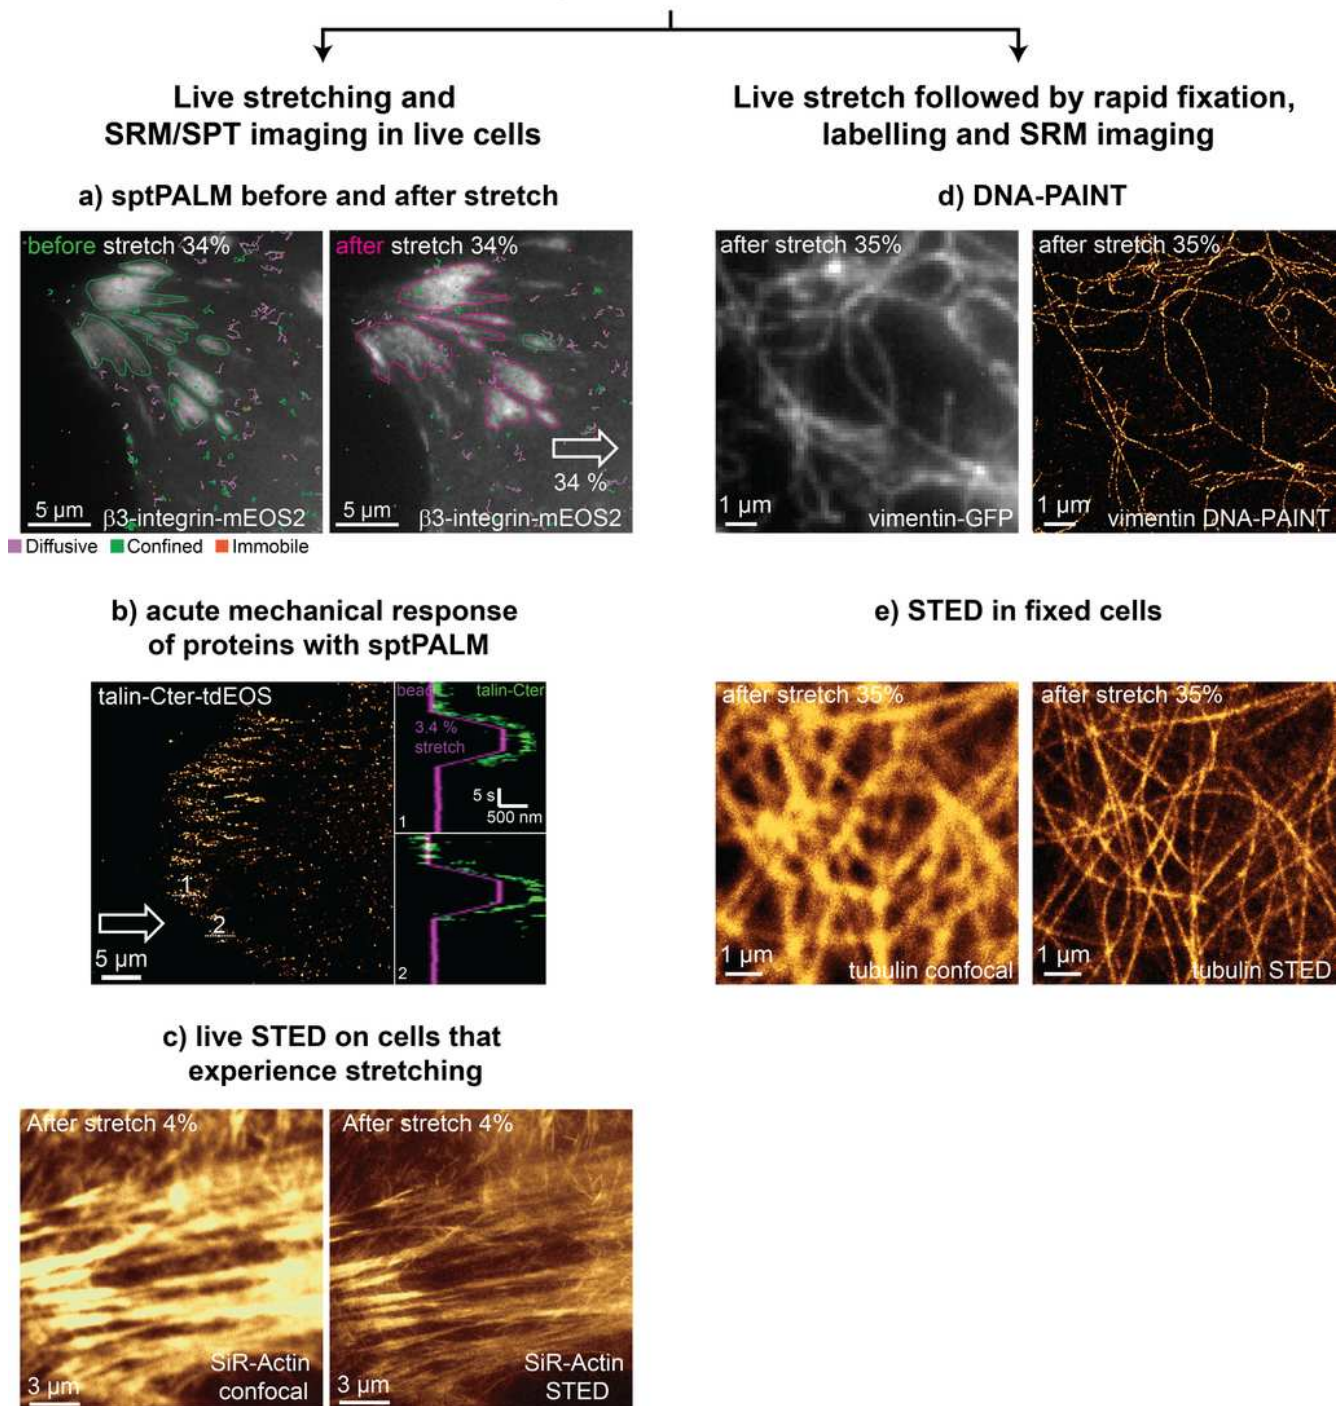 Live stretching and
SRM/SPT imaging in live cells
a) sptPALM before and after stretch
before stretch 34%
after stretch 34%
34 %
5 µm
β3-integrin-mEOS2
5 µm
β3-integrin-mEOS2
Diffusive Confined Immobile
b) acute mechanical response
of proteins with sptPALM
talin-Cter-tdEOS
1
2
5 µm
bead talin-Cter
3.4 %
stretch
5 s
500 nm
1
2
c) live STED on cells that
experience stretching
After stretch 4%
SiR-Actin
confocal
3 µm
After stretch 4%
SiR-Actin
STED
3 µm
Live stretch followed by rapid fixation,
labelling and SRM imaging
d) DNA-PAINT
after stretch 35%
1 µm
vimentin-GFP
after stretch 35%
1 µm
vimentin DNA-PAINT
e) STED in fixed cells
after stretch 35%
1 µm
tubulin confocal
after stretch 35%
1 µm
tubulin STED